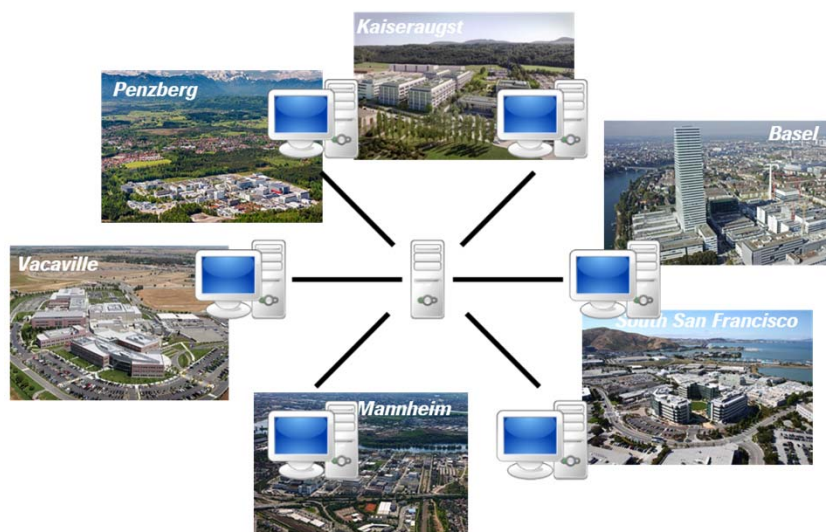 Kaiseraugst
Penzberg
Basel
Vacaville
South San Francisco
Mannheim